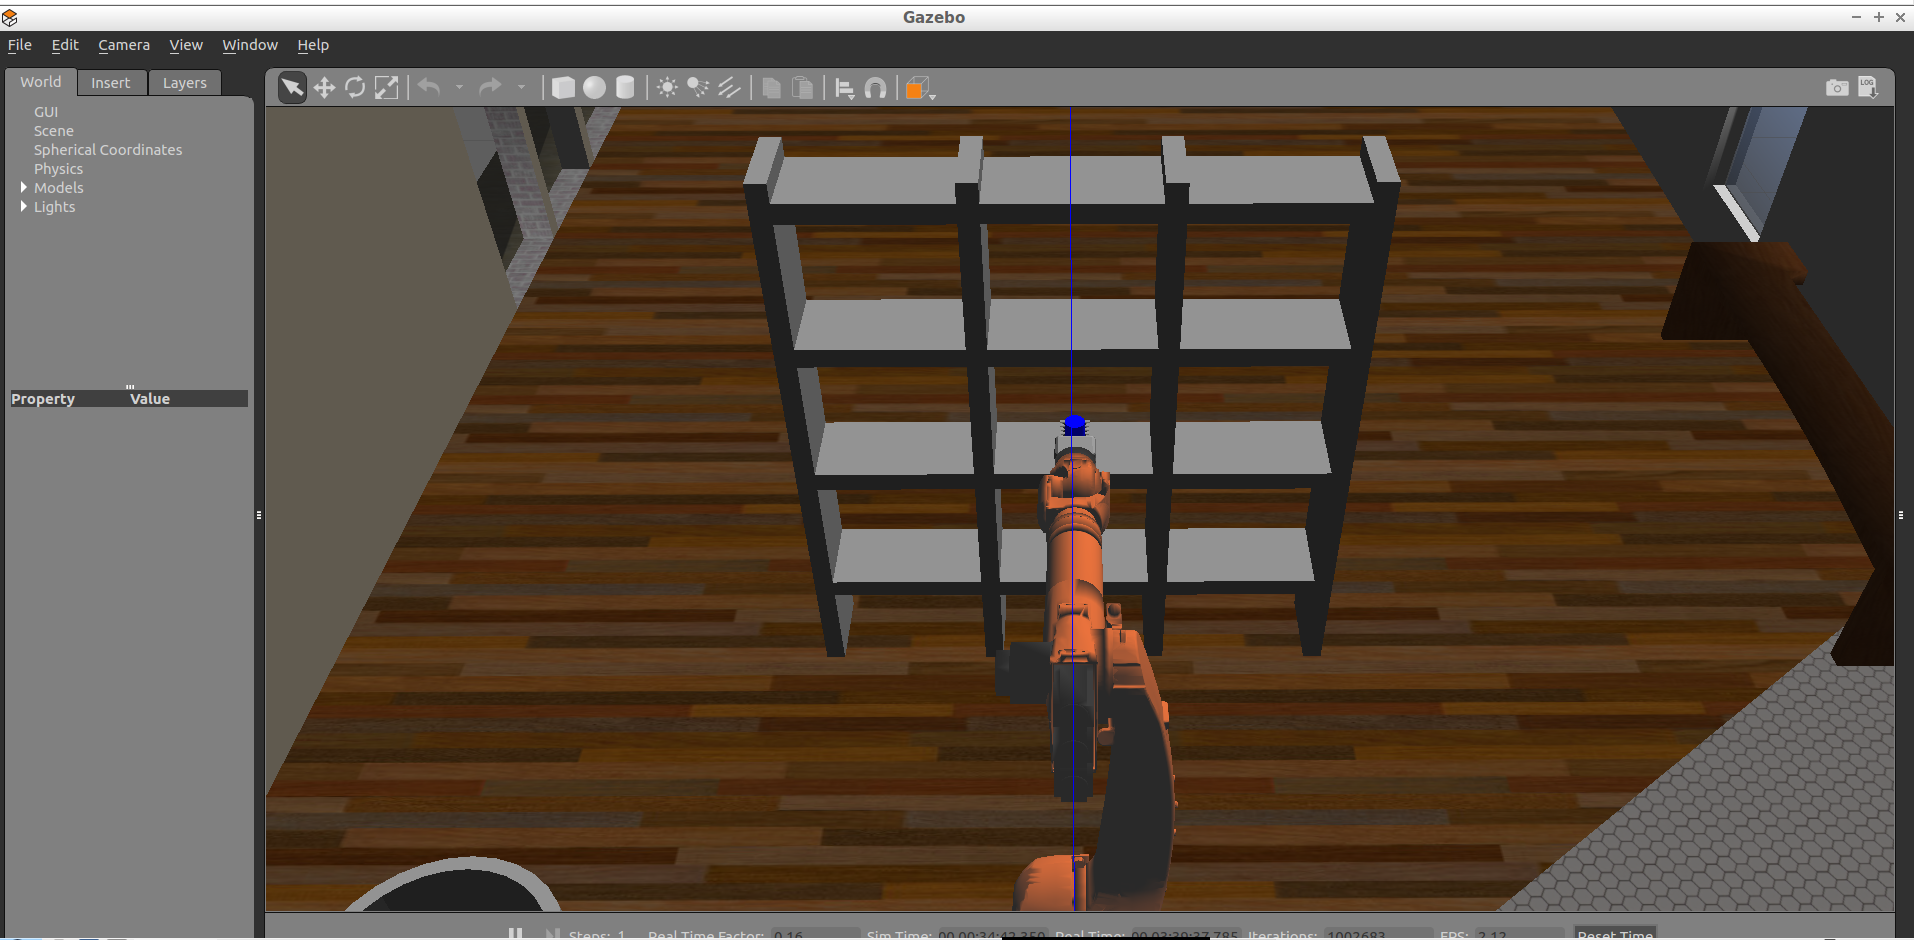 Gazebo
File Edit Camera View Window Help
World Insert Layers
GUI
Scene
Spherical Coordinates
Physics
Models
Lights
Property Value
LOG
Steps: 1 Real Time Factor: 0.16 Sim Time: 00 00:34:42.350 Real Time: 00 03:39:37.785 Iterations: 1002683 FPS: 2.12 Reset Time